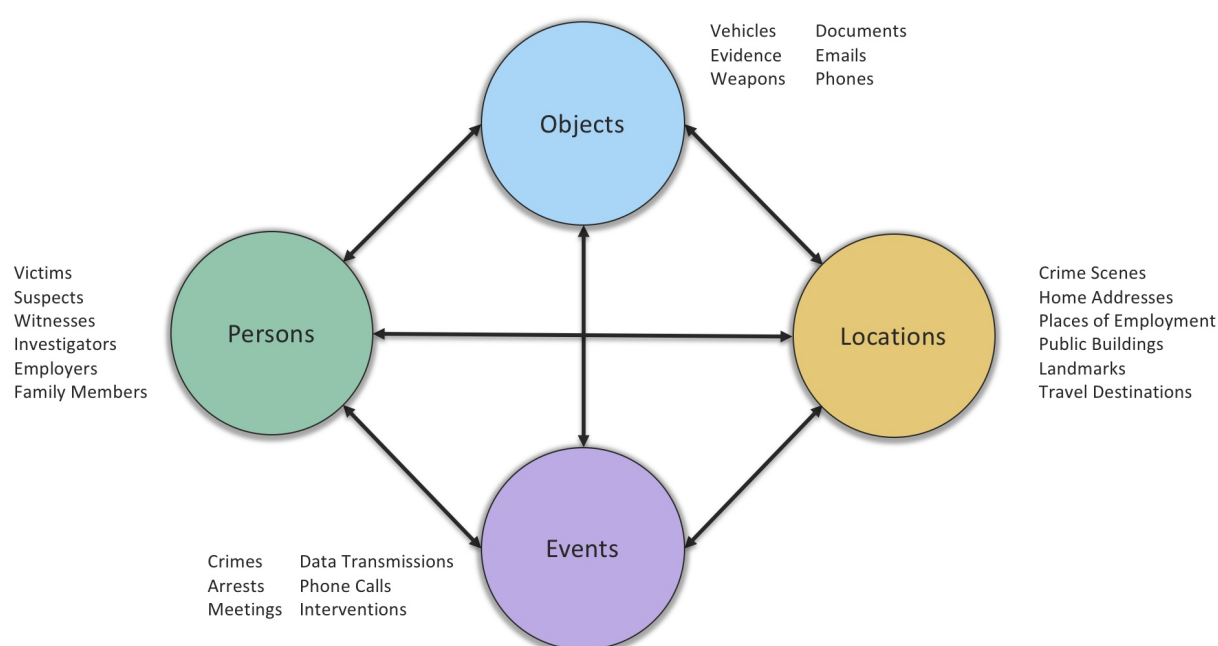 Vehicles Documents
Evidence Emails
Weapons Phones
Objects
Victims
Suspects
Witnesses
Investigators
Employers
Family Members
Persons
Locations
Crime Scenes
Home Addresses
Places of Employment
Public Buildings
Landmarks
Travel Destinations
Events
Crimes Data Transmissions
Arrests Phone Calls
Meetings Interventions